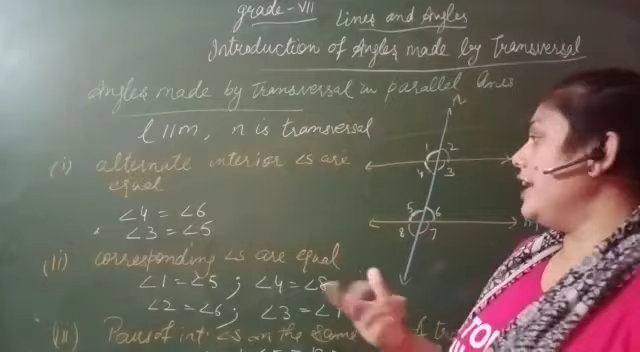 grade-VII
Lines and Angles
Introduction of Angles made by Transversal
Angles made by Transversal in parallel lines
l || m, n is transversal
(i) alternate interior ∠s are
equal
∠4 = ∠6
∠3 = ∠5
(ii) corresponding ∠s are equal
∠1 = ∠5 ; ∠4 = ∠8
∠2 = ∠6 ; ∠3 = ∠7
(iii) Pairs of int. ∠s on the same
n
1 2
4 3
5 6
8 7
m